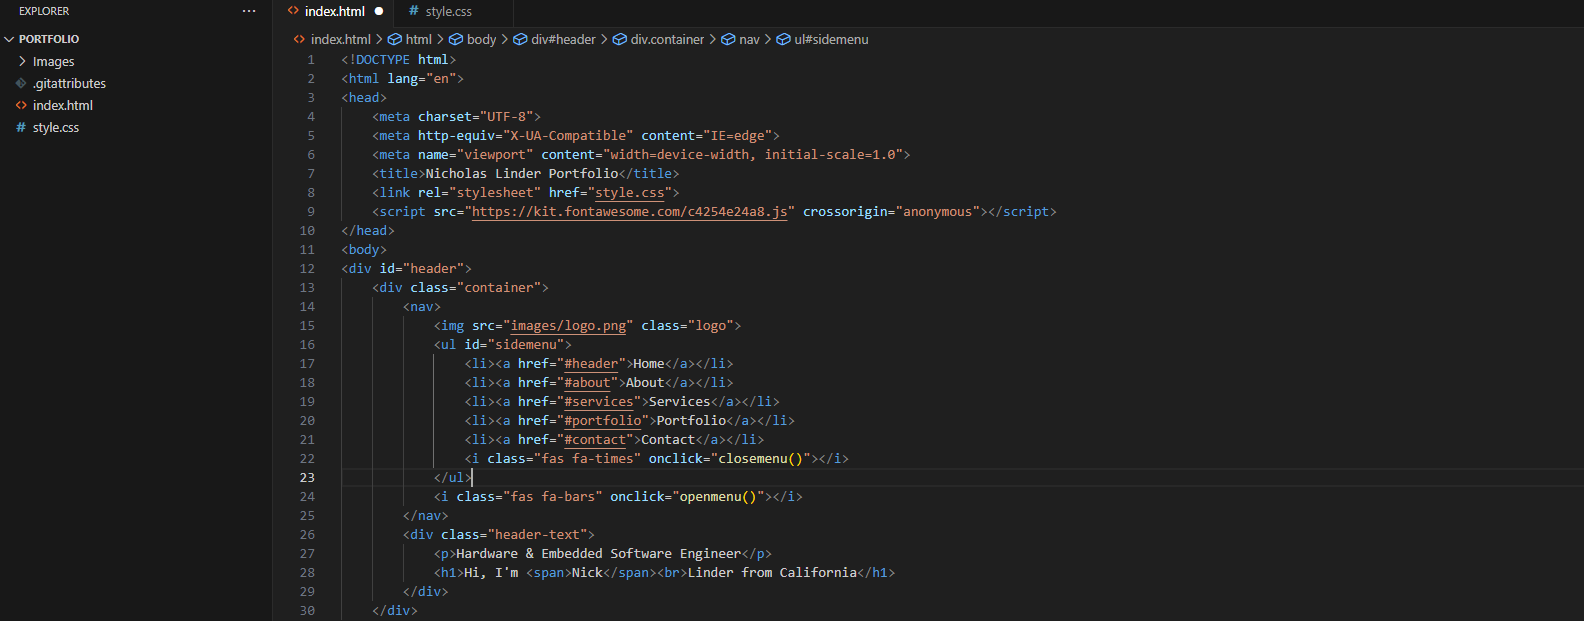 EXPLORER
···
index.html
# style.css
PORTFOLIO
index.html > html > body > div#header > div.container > nav > ul#sidemenu
Images
.gitattributes
index.html
# style.css
1 <!DOCTYPE html>
2 <html lang="en">
3 <head>
4 <meta charset="UTF-8">
5 <meta http-equiv="X-UA-Compatible" content="IE=edge">
6 <meta name="viewport" content="width=device-width, initial-scale=1.0">
7 <title>Nicholas Linder Portfolio</title>
8 <link rel="stylesheet" href="style.css">
9 <script src="https://kit.fontawesome.com/c4254e24a8.js" crossorigin="anonymous"></script>
10 </head>
11 <body>
12 <div id="header">
13 <div class="container">
14 <nav>
15 <img src="images/logo.png" class="logo">
16 <ul id="sidemenu">
17 <li><a href="#header">Home</a></li>
18 <li><a href="#about">About</a></li>
19 <li><a href="#services">Services</a></li>
20 <li><a href="#portfolio">Portfolio</a></li>
21 <li><a href="#contact">Contact</a></li>
22 <i class="fas fa-times" onclick="closemenu()"></i>
23 </ul>
24 <i class="fas fa-bars" onclick="openmenu()"></i>
25 </nav>
26 <div class="header-text">
27 <p>Hardware & Embedded Software Engineer</p>
28 <h1>Hi, I'm <span>Nick</span><br>Linder from California</h1>
29 </div>
30 </div>